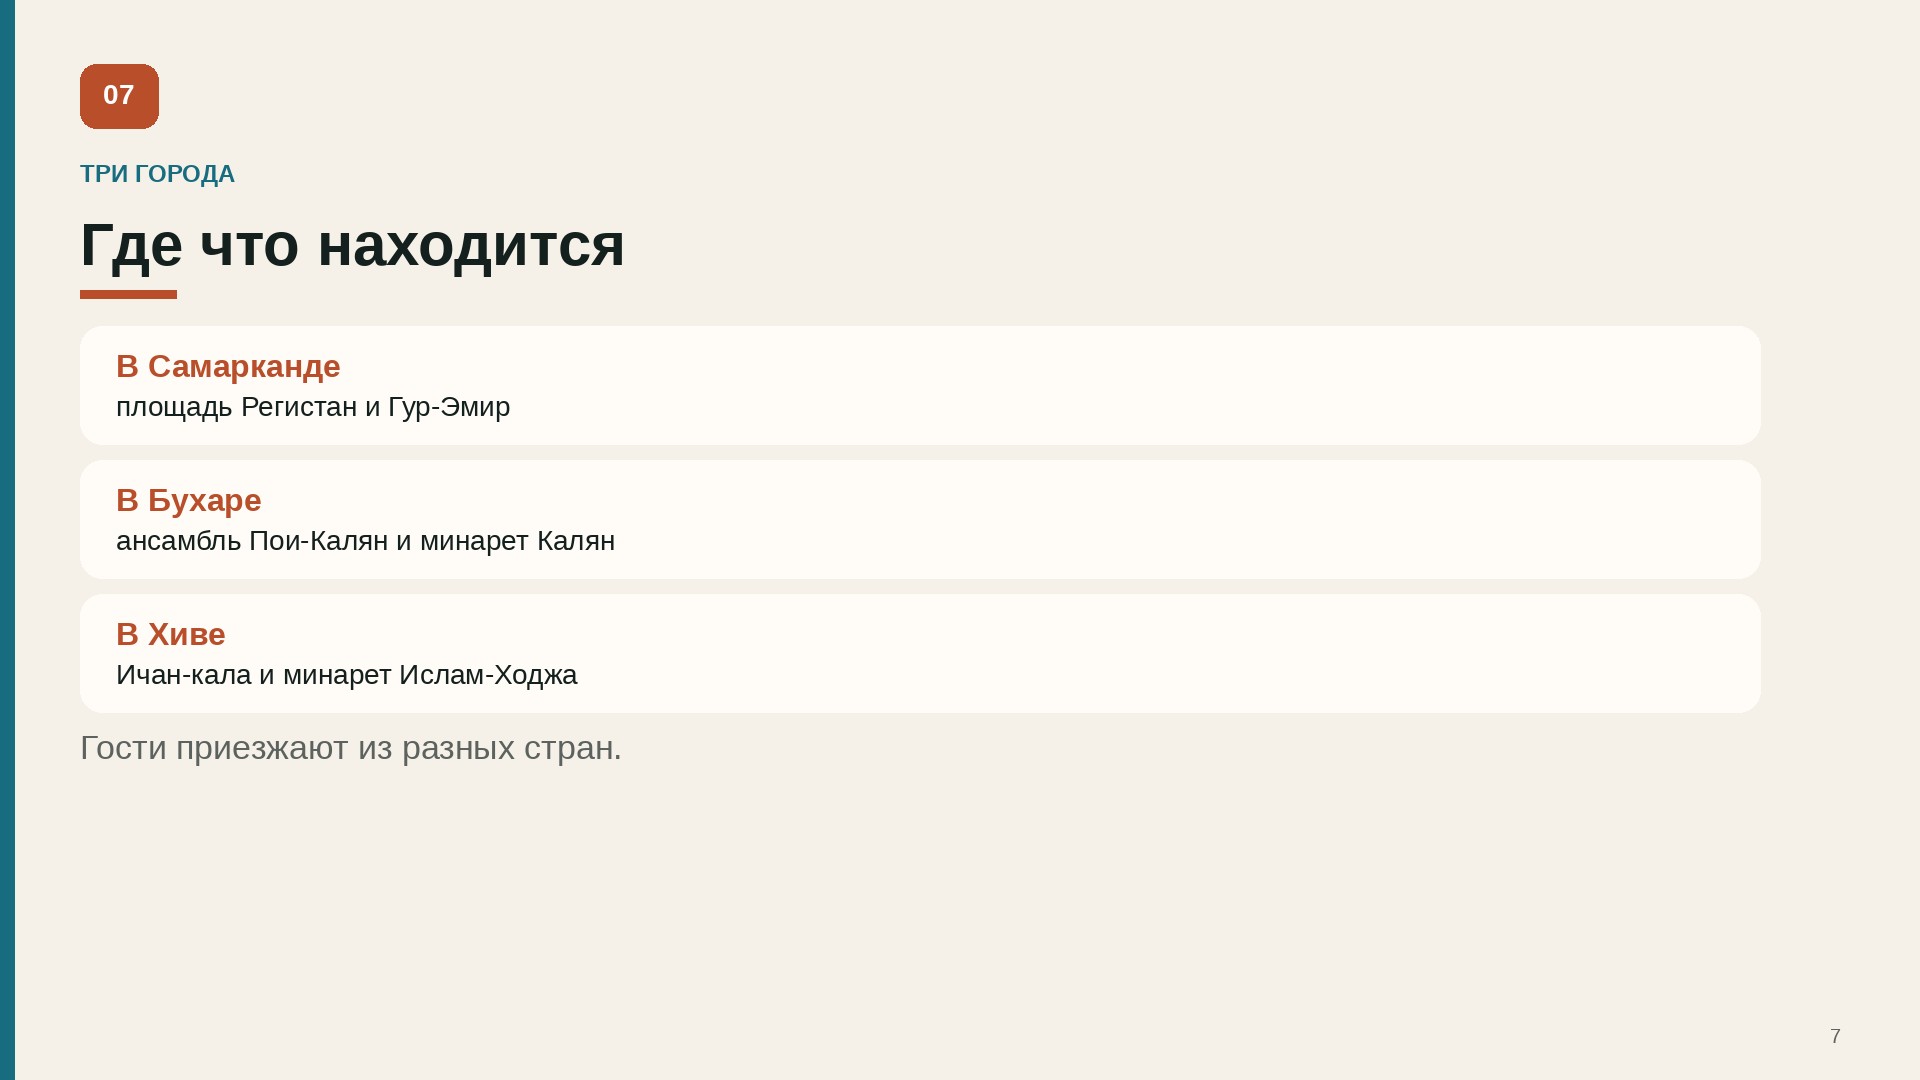 07
ТРИ ГОРОДА
Где что находится
В Самарканде
площадь Регистан и Гур-Эмир
В Бухаре
ансамбль Пои-Калян и минарет Калян
В Хиве
Ичан-кала и минарет Ислам-Ходжа
Гости приезжают из разных стран.
7